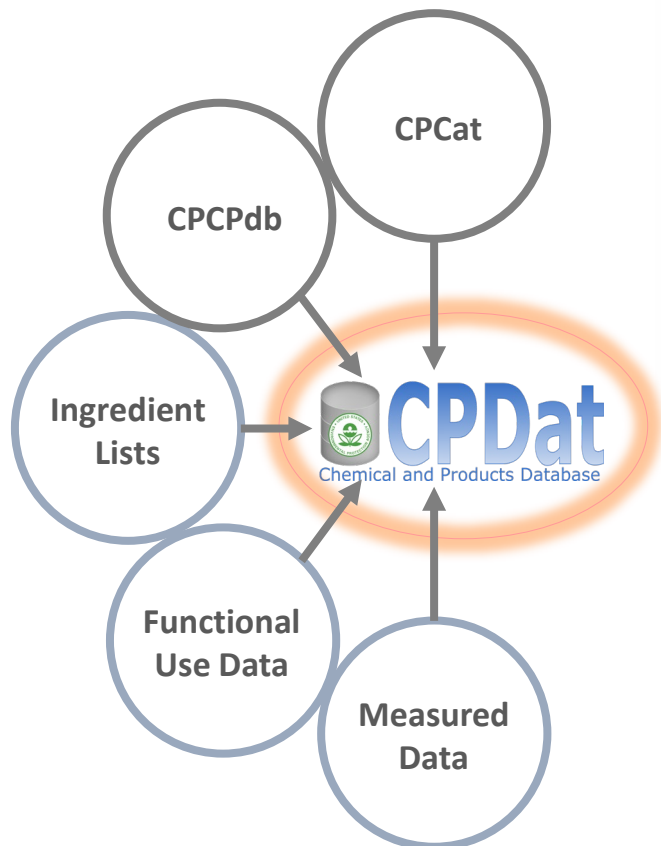 CPCat
CPCPdb
Ingredient
Lists
CPDat
Chemical and Products Database
Functional
Use Data
Measured
Data